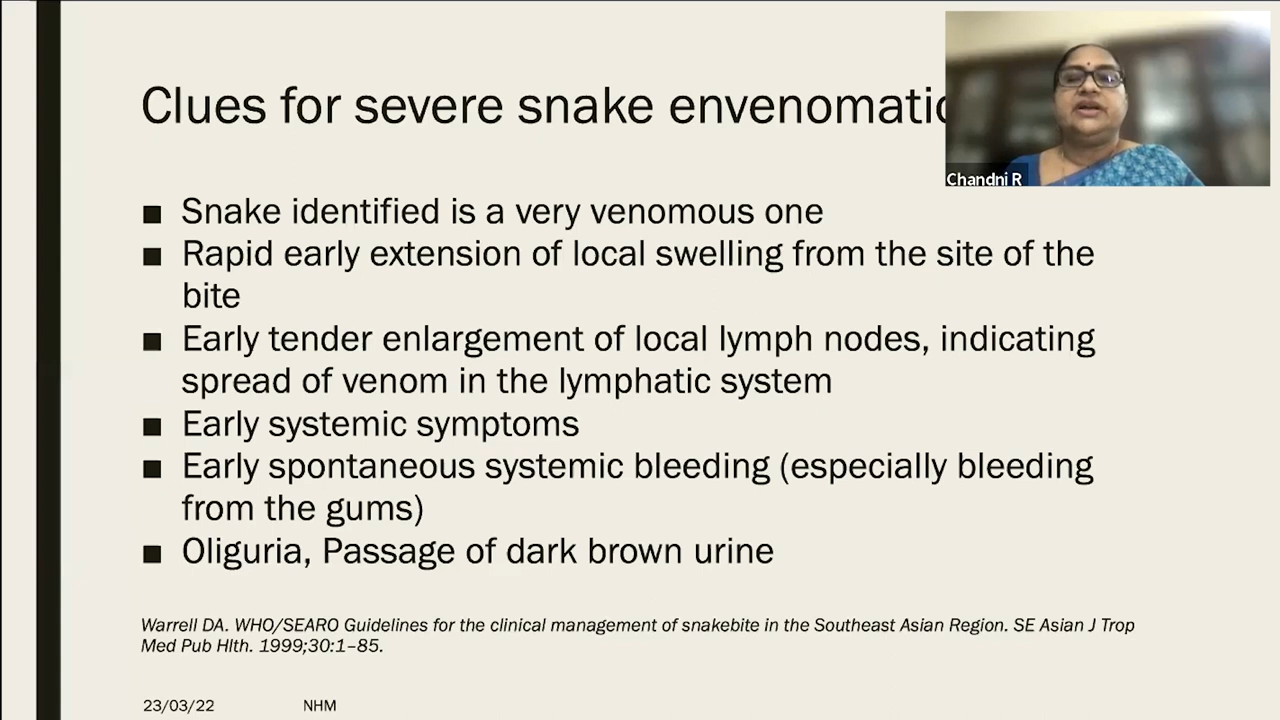 Clues for severe snake envenomatio
Chandni R
■ Snake identified is a very venomous one
■ Rapid early extension of local swelling from the site of the
bite
■ Early tender enlargement of local lymph nodes, indicating
spread of venom in the lymphatic system
■ Early systemic symptoms
■ Early spontaneous systemic bleeding (especially bleeding
from the gums)
■ Oliguria, Passage of dark brown urine
Warrell DA. WHO/SEARO Guidelines for the clinical management of snakebite in the Southeast Asian Region. SE Asian J Trop
Med Pub Hlth. 1999;30:1–85.
23/03/22 NHM